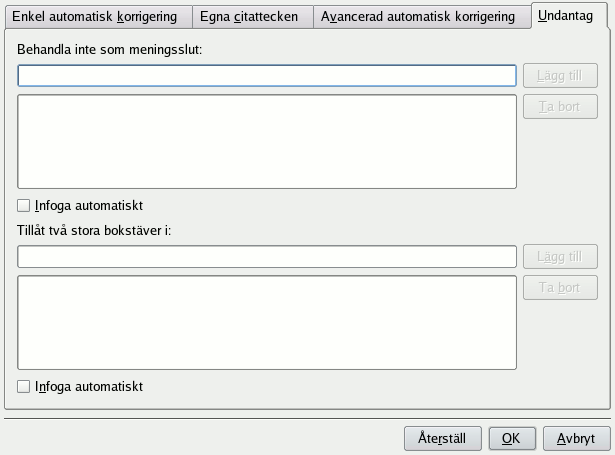 Enkel automatisk korrigering Egna citattecken Avancerad automatisk korrigering Undantag
Behandla inte som meningsslut:
Lägg till
Ta bort
Infoga automatiskt
Tillåt två stora bokstäver i:
Lägg till
Ta bort
Infoga automatiskt
Återställ OK Avbryt